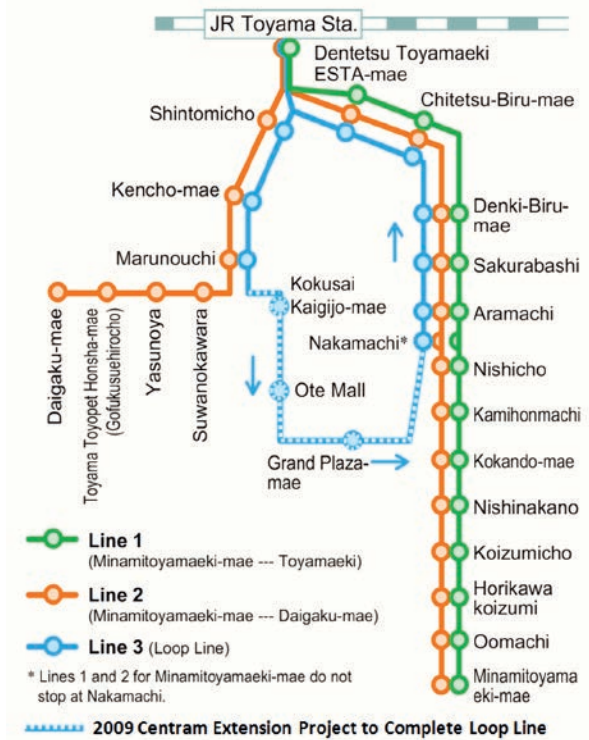 JR Toyama Sta.
Dentetsu Toyamaeki
ESTA-mae
Chitetsu-Biru-mae
Shintomicho
Kencho-mae
Denki-Biru-
mae
Marunouchi
Sakurabashi
Kokusai
Kaigijo-mae
Aramachi
Nakamachi*
Nishicho
Daigaku-mae
Toyama Toyopet Honsha-mae
(Gofukusuehirocho)
Yasunoya
Suwanokawara
Ote Mall
Kamihonmachi
Grand Plaza-
mae
Kokando-mae
Nishinakano
Koizumicho
Horikawa
koizumi
Oomachi
Minamitoyama
eki-mae
Line 1
(Minamitoyamaeki-mae --- Toyamaeki)
Line 2
(Minamitoyamaeki-mae --- Daigaku-mae)
Line 3 (Loop Line)
* Lines 1 and 2 for Minamitoyamaeki-mae do not
stop at Nakamachi.
2009 Centram Extension Project to Complete Loop Line